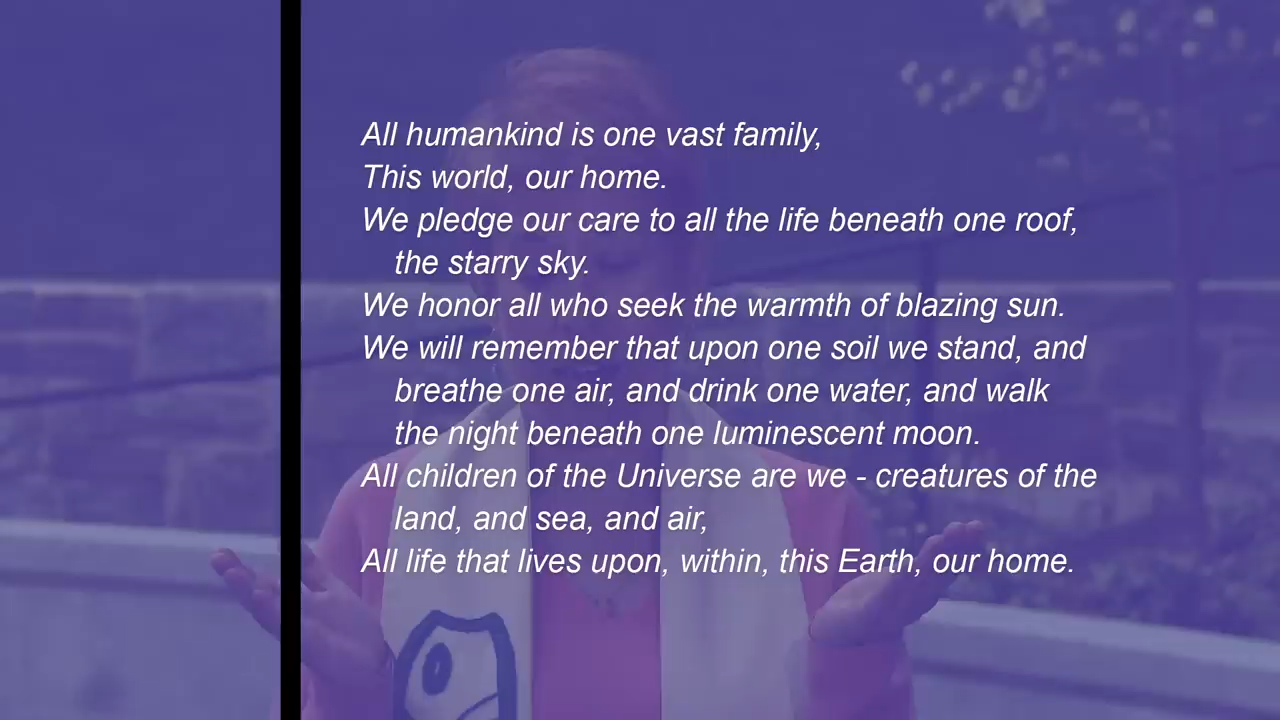 All humankind is one vast family,
This world, our home.
We pledge our care to all the life beneath one roof,
the starry sky.
We honor all who seek the warmth of blazing sun.
We will remember that upon one soil we stand, and
breathe one air, and drink one water, and walk
the night beneath one luminescent moon.
All children of the Universe are we - creatures of the
land, and sea, and air,
All life that lives upon, within, this Earth, our home.